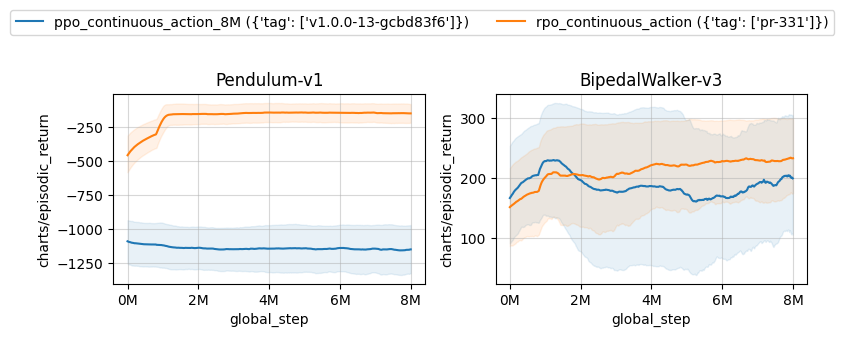 ppo_continuous_action_8M ({'tag': ['v1.0.0-13-gcbd83f6']})
rpo_continuous_action ({'tag': ['pr-331']})
Pendulum-v1
charts/episodic_return
−250
−500
−750
−1000
−1250
0M 2M 4M 6M 8M
global_step
BipedalWalker-v3
charts/episodic_return
300
200
100
0M 2M 4M 6M 8M
global_step